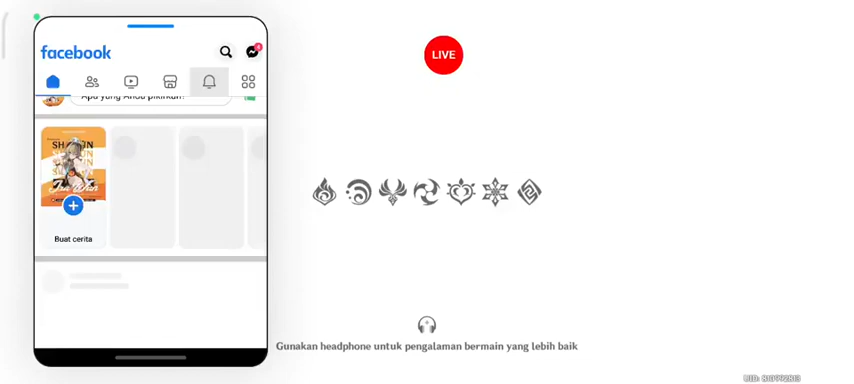 facebook
LIVE
Apa yang Anda pikirkan?
Buat cerita
Gunakan headphone untuk pengalaman bermain yang lebih baik